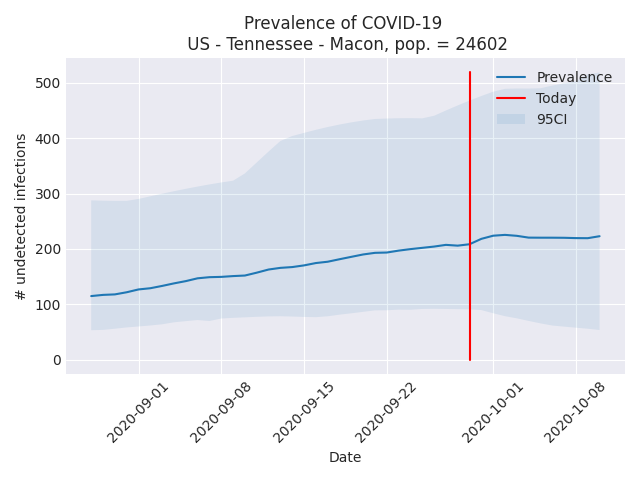 Prevalence of COVID-19
US - Tennessee - Macon, pop. = 24602
# undetected infections
500
400
300
200
100
0
Prevalence
Today
95CI
2020-09-01
2020-09-08
2020-09-15
2020-09-22
2020-10-01
2020-10-08
Date